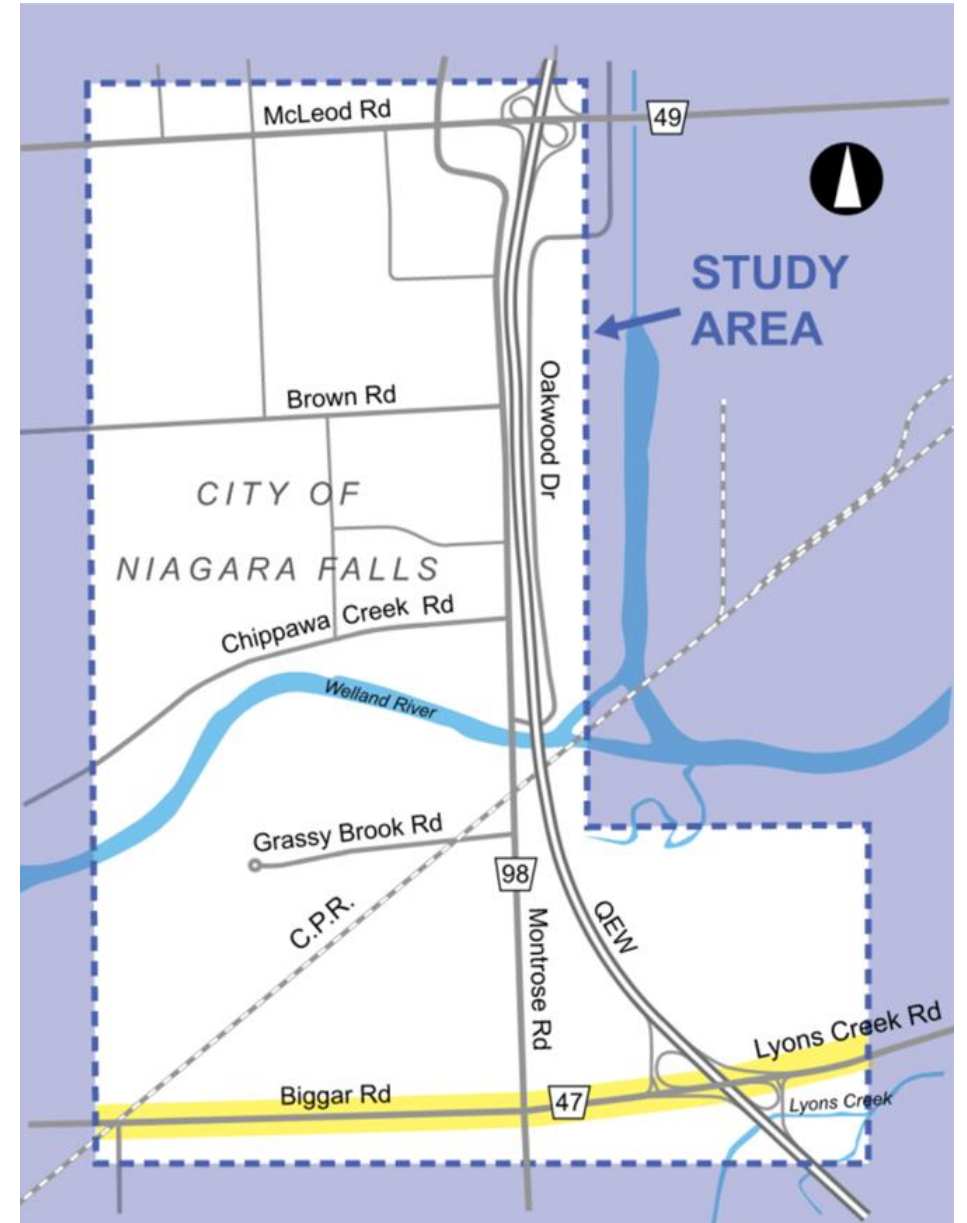 McLeod Rd
49
STUDY
AREA
Oakwood Dr
Brown Rd
CITY OF
NIAGARA FALLS
Chippawa Creek Rd
Welland River
Grassy Brook Rd
98
C.P.R.
Montrose Rd
QEW
Lyons Creek Rd
Biggar Rd
47
Lyons Creek